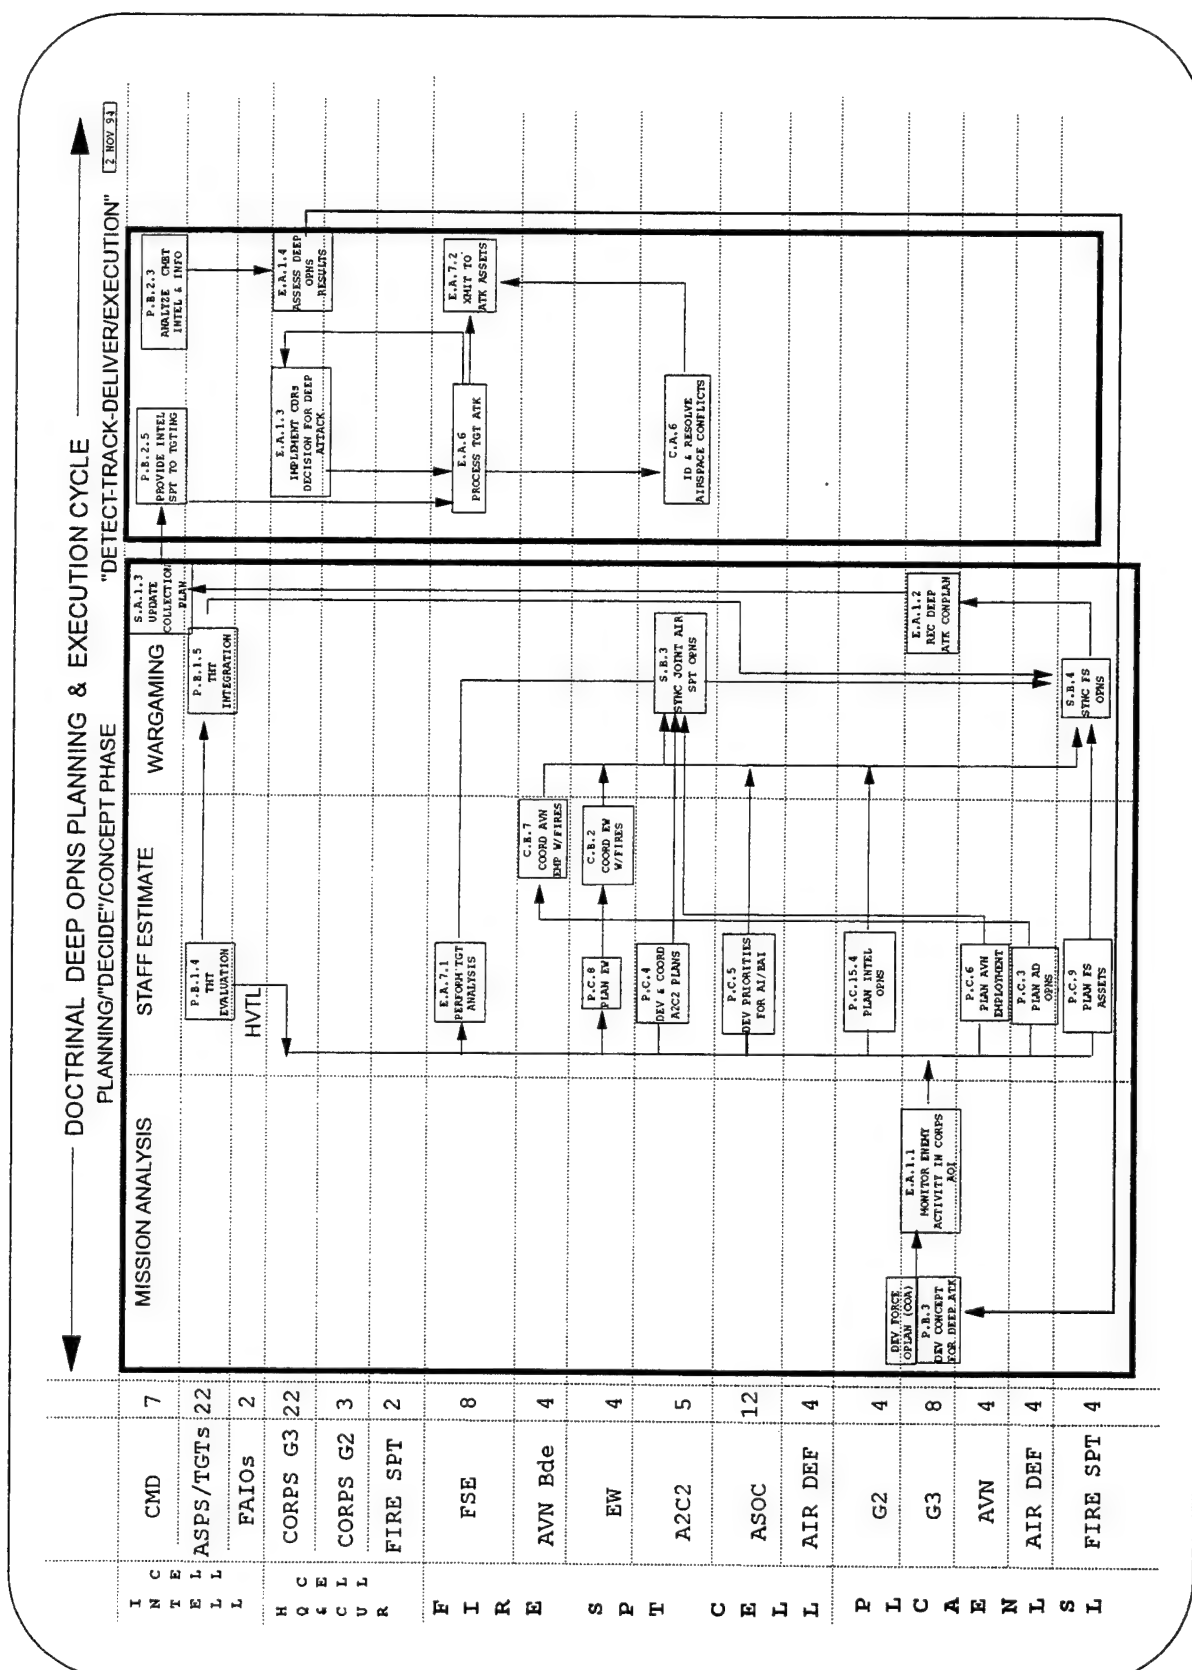 DOCTRINAL DEEP OPNS PLANNING & EXECUTION CYCLE
PLANNING/"DECIDE"/CONCEPT PHASE
"DETECT-TRACK-DELIVER/EXECUTION"
2 NOV 94
MISSION ANALYSIS
STAFF ESTIMATE
WARGAMING
INTEL
CELL
CMD 7
ASPS/TGTs 22
FAIOs 2
HQ & CUR
CELL
CORPS G3 22
CORPS G2 3
FIRE SPT 2
FIRE SPT CELL
FSE 8
AVN Bde 4
EW 4
A2C2 5
ASOC 12
AIR DEF 4
PLANS
CELL
G2 4
G3 8
AVN 4
AIR DEF 4
FIRE SPT 4
S.A.1.3
UPDATE
COLLECTION
PLAN
P.B.2.5
PROVIDE INTEL
SPT TO TGTING
P.B.2.3
ANALYZE CMBT
INTEL & INFO
P.B.1.4
TNT
EVALUATION
HVTL
P.B.1.5
TNT
INTEGRATION
E.A.1.3
IMPLEMENT CDRs
DECISION FOR DEEP
ATTACK
E.A.1.4
ASSESS DEEP
OPNS
RESULTS
E.A.7.1
PERFORM TGT
ANALYSIS
E.A.6
PROCESS TGT ATK
E.A.7.2
XMIT TO
ATK ASSETS
C.B.7
COORD AVN
EMP W/FIRES
P.C.8
PLAN EW
C.B.2
COORD EW
W/FIRES
P.C.4
DEV & COORD
A2C2 PLANS
S.B.3
SYNC JOINT AIR
SPT OPNS
C.A.6
ID & RESOLVE
AIRSPACE CONFLICTS
P.C.5
DEV PRIORITIES
FOR AI/BAI
DEV FORCE
OPLAN (COA)
P.C.15.4
PLAN INTEL
OPNS
P.B.3
DEV CONCEPT
FOR DEEP ATK
E.A.1.1
MONITOR ENEMY
ACTIVITY IN CORPS
AOI
E.A.1.2
REC DEEP
ATK CONPLAN
P.C.6
PLAN AVN
EMPLOYMENT
P.C.3
PLAN AD
OPNS
P.C.9
PLAN FS
ASSETS
S.B.4
SYNC FS
OPNS